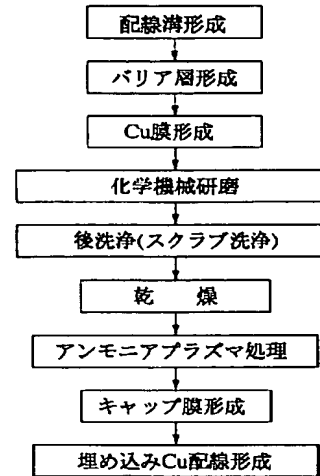 配線溝形成
バリア層形成
Cu膜形成
化学機械研磨
後洗浄(スクラブ洗浄)
乾　　燥
アンモニアプラズマ処理
キャップ膜形成
埋め込みCu配線形成